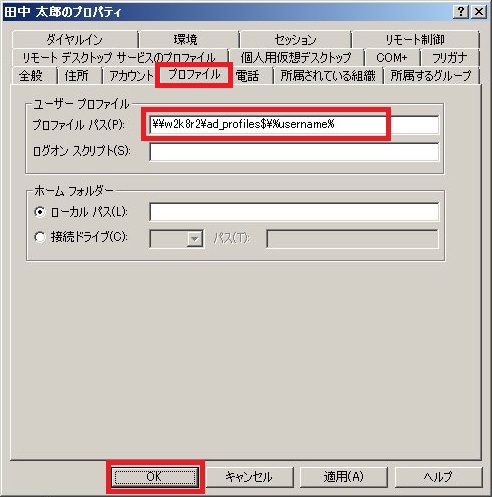 田中 太郎のプロパティ
ダイヤルイン 環境 セッション リモート制御
リモート デスクトップ サービスのプロファイル 個人用仮想デスクトップ COM+ フリガナ
全般 住所 アカウント プロファイル 電話 所属されている組織 所属するグループ
ユーザー プロファイル
プロファイル パス(P): ¥¥w2k8r2¥ad_profiles$¥%username%
ログオン スクリプト(S):
ホーム フォルダー
ローカル パス(L):
接続ドライブ(C): パス(T):
OK キャンセル 適用(A) ヘルプ